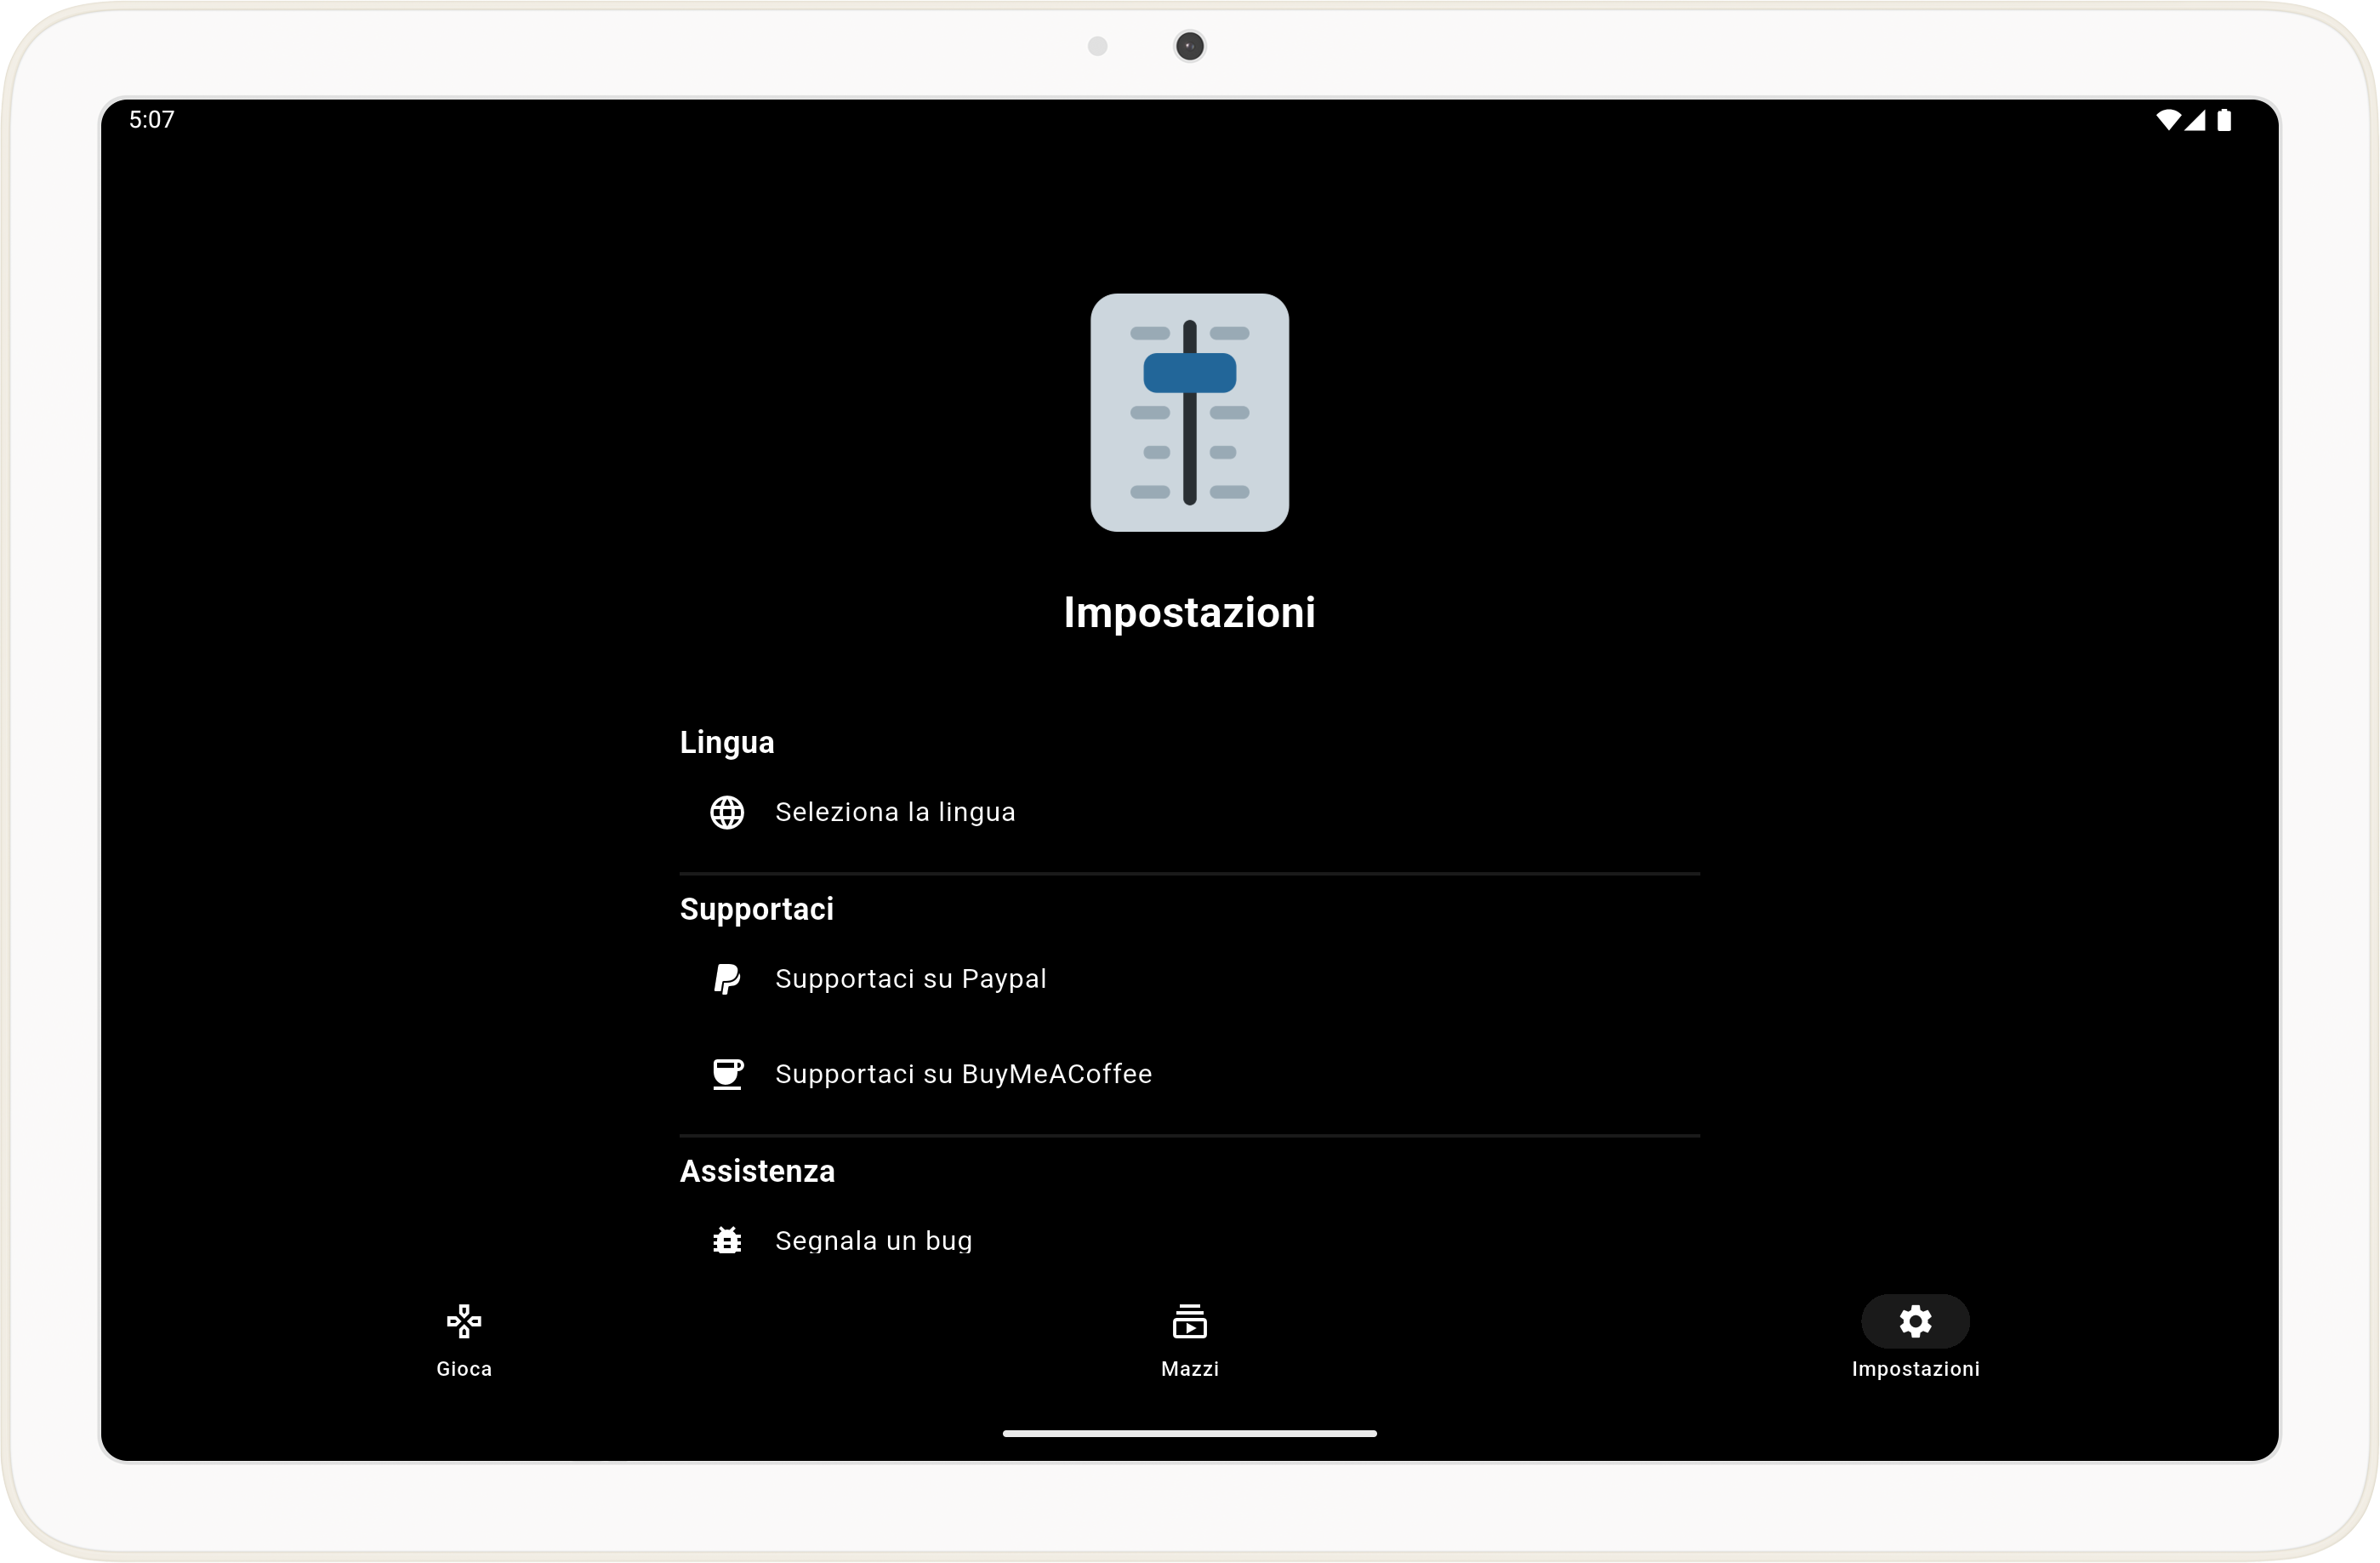 5:07
Impostazioni
Lingua
Seleziona la lingua
Supportaci
Supportaci su Paypal
Supportaci su BuyMeACoffee
Assistenza
Segnala un bug
Gioca
Mazzi
Impostazioni